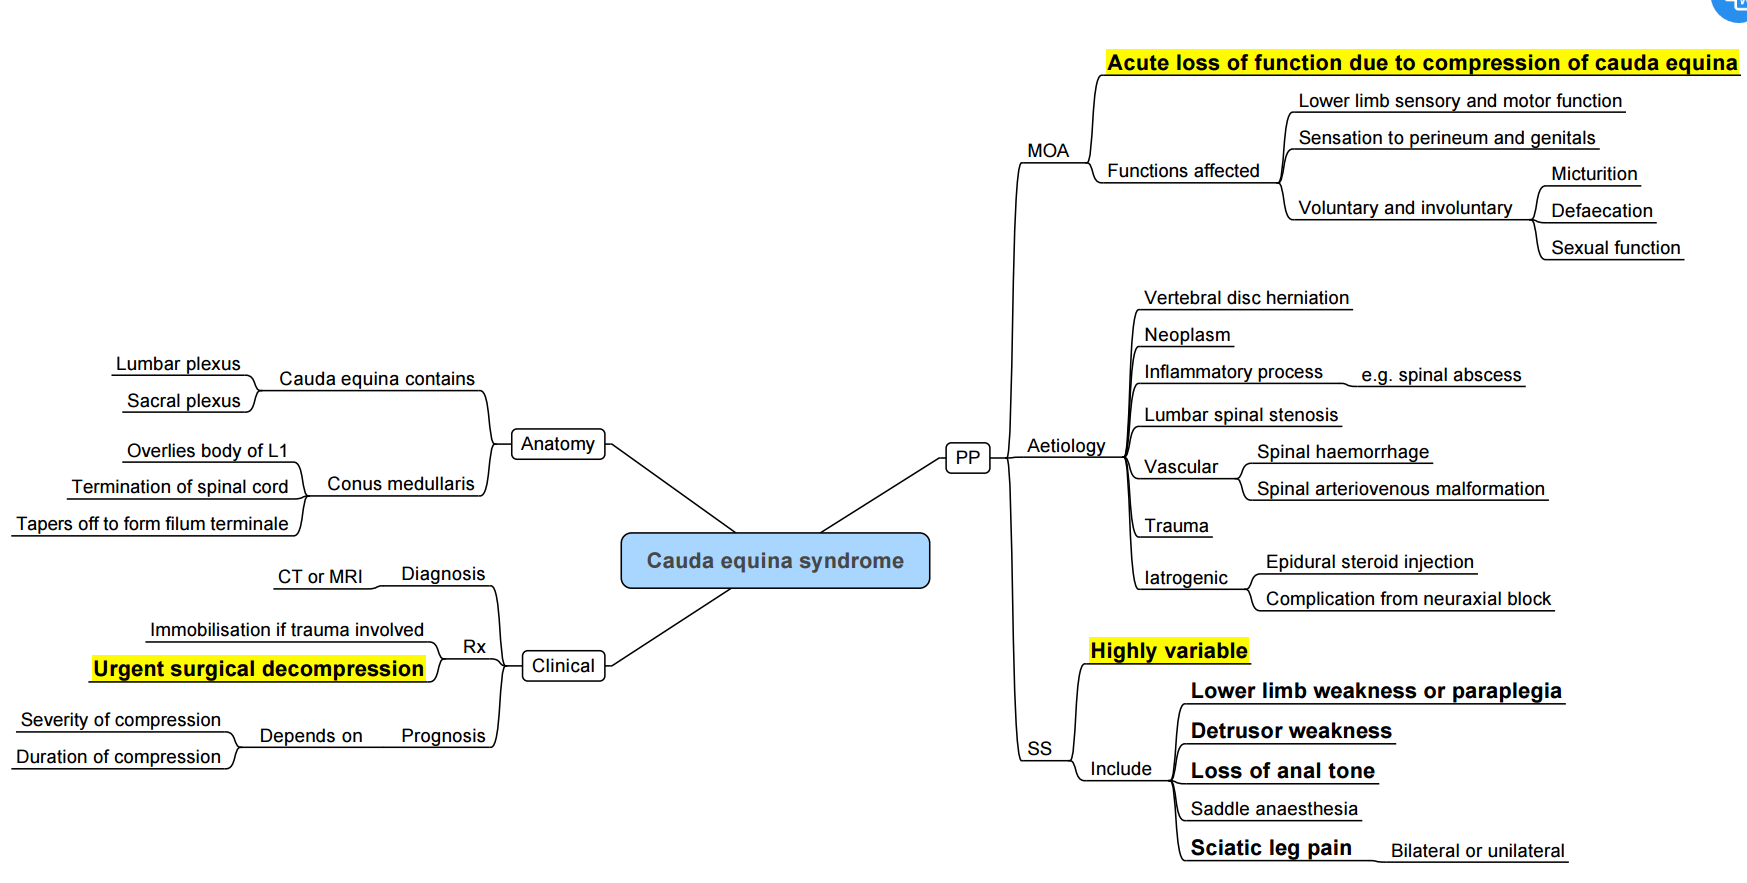 Acute loss of function due to compression of cauda equina
Lower limb sensory and motor function
Sensation to perineum and genitals
MOA
Functions affected
Micturition
Voluntary and involuntary
Defaecation
Sexual function
Vertebral disc herniation
Neoplasm
Inflammatory process
e.g. spinal abscess
Lumbar spinal stenosis
Aetiology
PP
Vascular
Spinal haemorrhage
Spinal arteriovenous malformation
Trauma
Iatrogenic
Epidural steroid injection
Complication from neuraxial block
Highly variable
SS
Include
Lower limb weakness or paraplegia
Detrusor weakness
Loss of anal tone
Saddle anaesthesia
Sciatic leg pain
Bilateral or unilateral
Cauda equina syndrome
Anatomy
Cauda equina contains
Lumbar plexus
Sacral plexus
Conus medullaris
Overlies body of L1
Termination of spinal cord
Tapers off to form filum terminale
Clinical
Diagnosis
CT or MRI
Rx
Immobilisation if trauma involved
Urgent surgical decompression
Prognosis
Depends on
Severity of compression
Duration of compression